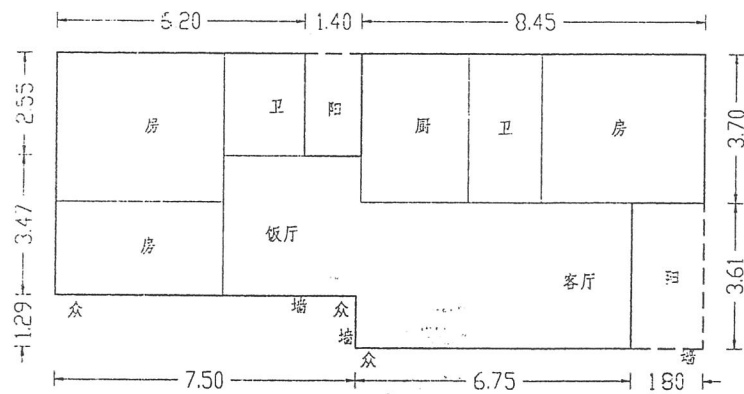 6.20 1.40 8.45
2.55 卫 阳 3.70
房 厨 卫 房
3.47 饭厅 3.61
房 客厅 阳
1.29 众 墙 众
墙
众 墙
7.50 6.75 1.80